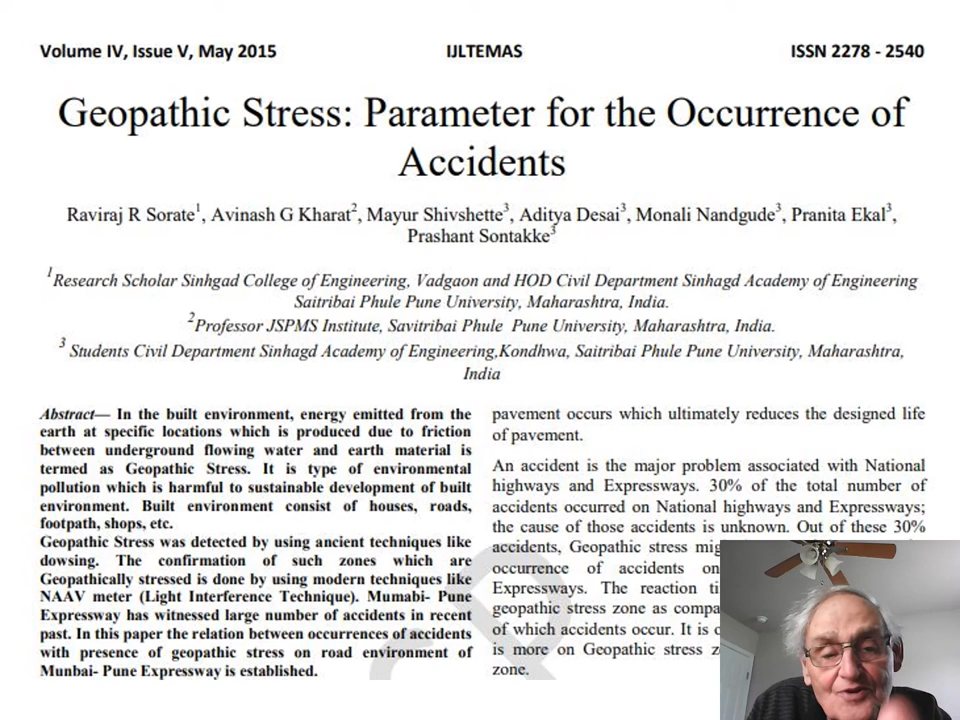 Volume IV, Issue V, May 2015 IJLTEMAS ISSN 2278 - 2540
Geopathic Stress: Parameter for the Occurrence of
Accidents
Raviraj R Sorate1, Avinash G Kharat2, Mayur Shivshette3, Aditya Desai3, Monali Nandgude3, Pranita Ekal3,
Prashant Sontakke3
1Research Scholar Sinhgad College of Engineering, Vadgaon and HOD Civil Department Sinhagd Academy of Engineering
Saitribai Phule Pune University, Maharashtra, India.
2Professor JSPMS Institute, Savitribai Phule Pune University, Maharashtra, India.
3 Students Civil Department Sinhagd Academy of Engineering,Kondhwa, Saitribai Phule Pune University, Maharashtra,
India
Abstract— In the built environment, energy emitted from the
earth at specific locations which is produced due to friction
between underground flowing water and earth material is
termed as Geopathic Stress. It is type of environmental
pollution which is harmful to sustainable development of built
environment. Built environment consist of houses, roads,
footpath, shops, etc.
Geopathic Stress was detected by using ancient techniques like
dowsing. The confirmation of such zones which are
Geopathically stressed is done by using modern techniques like
NAAV meter (Light Interference Technique). Mumabi- Pune
Expressway has witnessed large number of accidents in recent
past. In this paper the relation between occurrences of accidents
with presence of geopathic stress on road environment of
Munbai- Pune Expressway is established.
pavement occurs which ultimately reduces the designed life
of pavement.
An accident is the major problem associated with National
highways and Expressways. 30% of the total number of
accidents occurred on National highways and Expressways;
the cause of those accidents is unknown. Out of these 30%
accidents, Geopathic stress
occurrence of accidents on
Expressways. The reaction
geopathic stress zone as
of which accidents occur. It is
is more on Geopathic stress
zone.